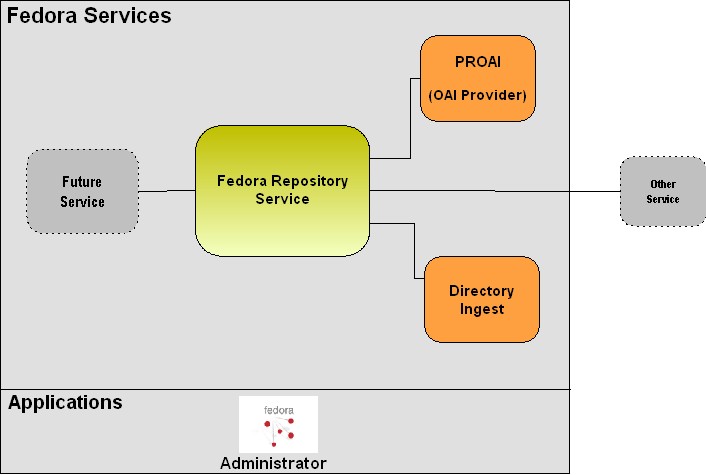 Fedora Services
PROAI
(OAI Provider)
Future
Service
Fedora Repository
Service
Other
Service
Directory
Ingest
Applications
fedora
Administrator